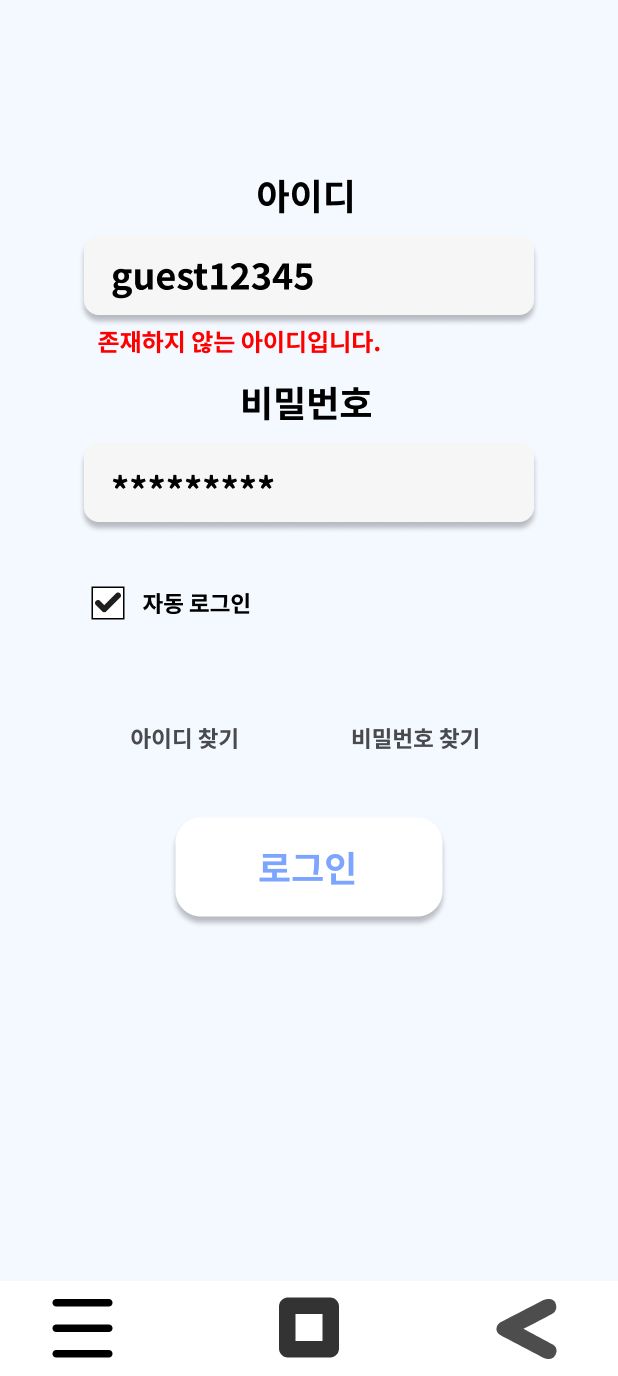 아이디
guest12345
존재하지 않는 아이디입니다.
비밀번호
*********
자동 로그인
아이디 찾기 비밀번호 찾기
로그인